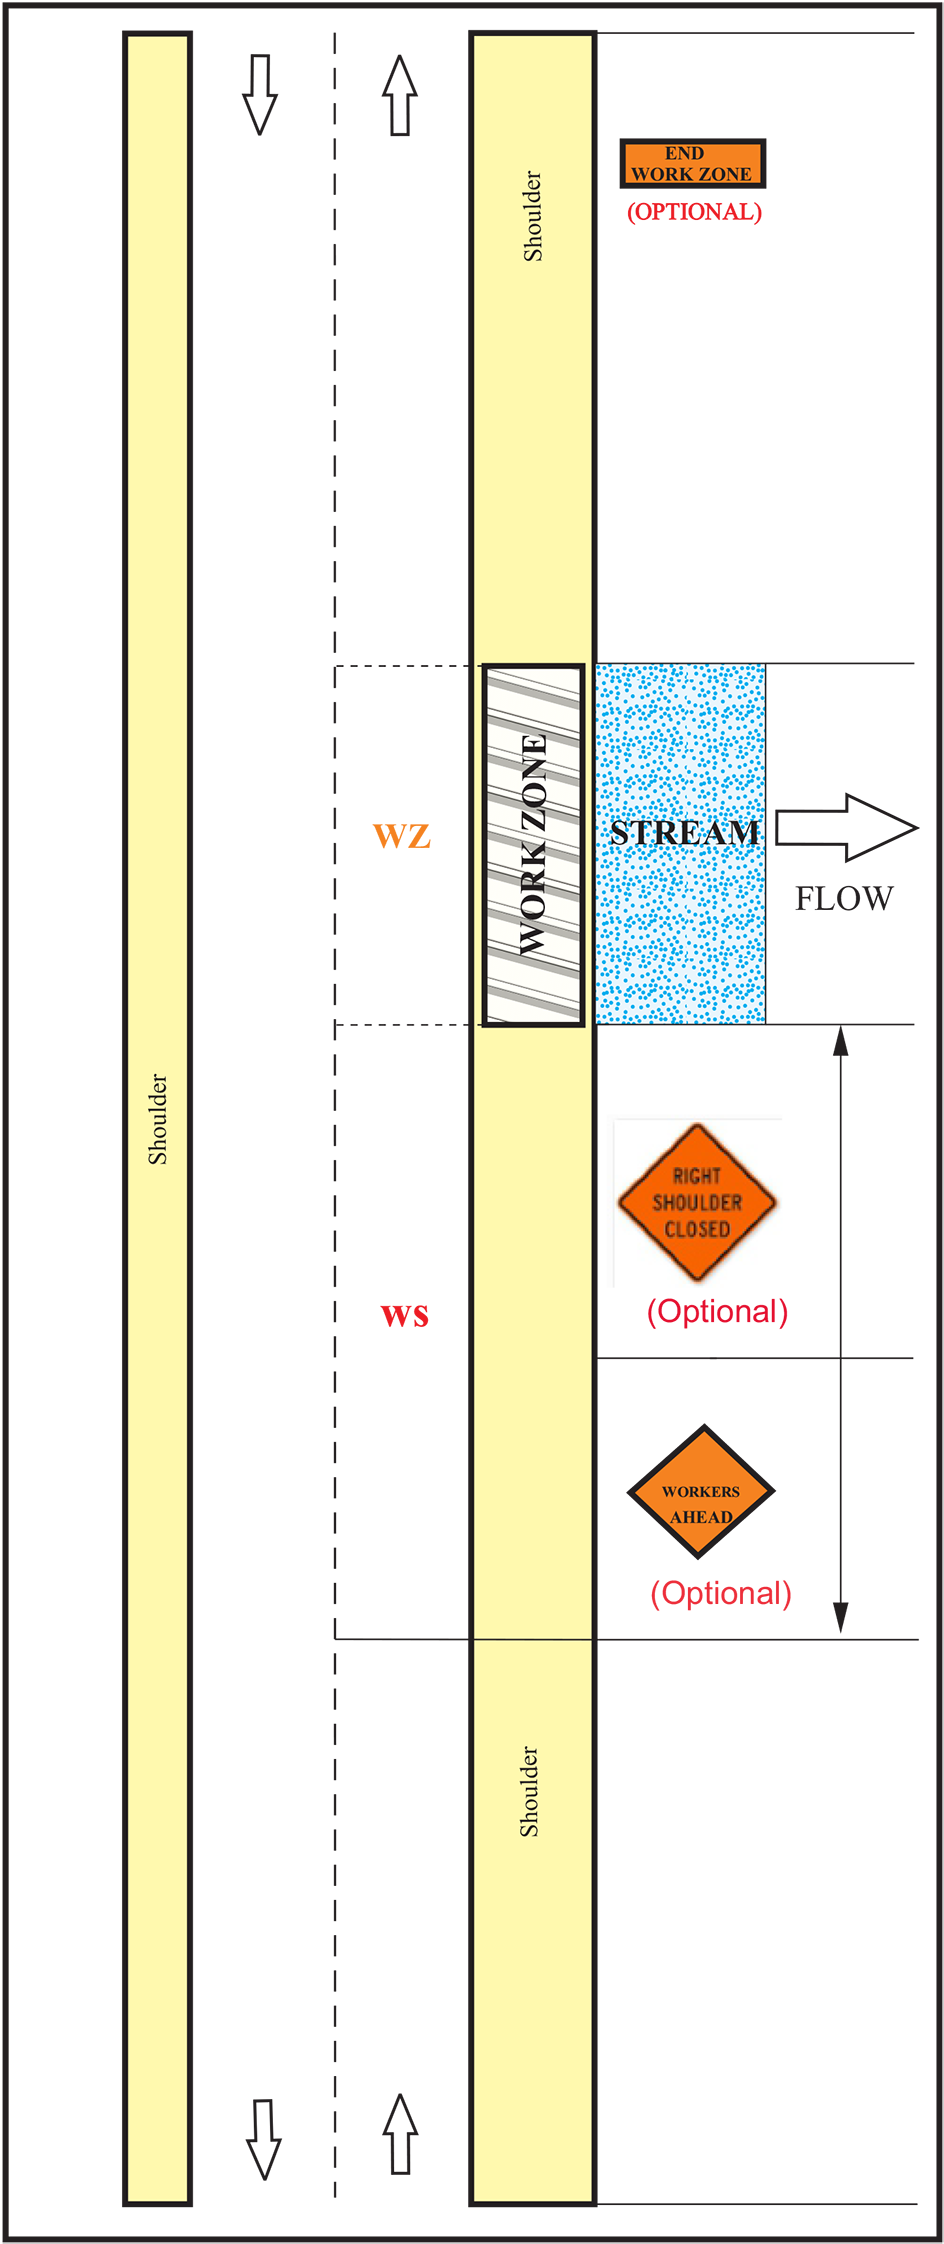 END
WORK ZONE
(OPTIONAL)
Shoulder
WORK ZONE
WZ
STREAM
FLOW
Shoulder
RIGHT
SHOULDER
CLOSED
(Optional)
ws
WORKERS
AHEAD
(Optional)
Shoulder